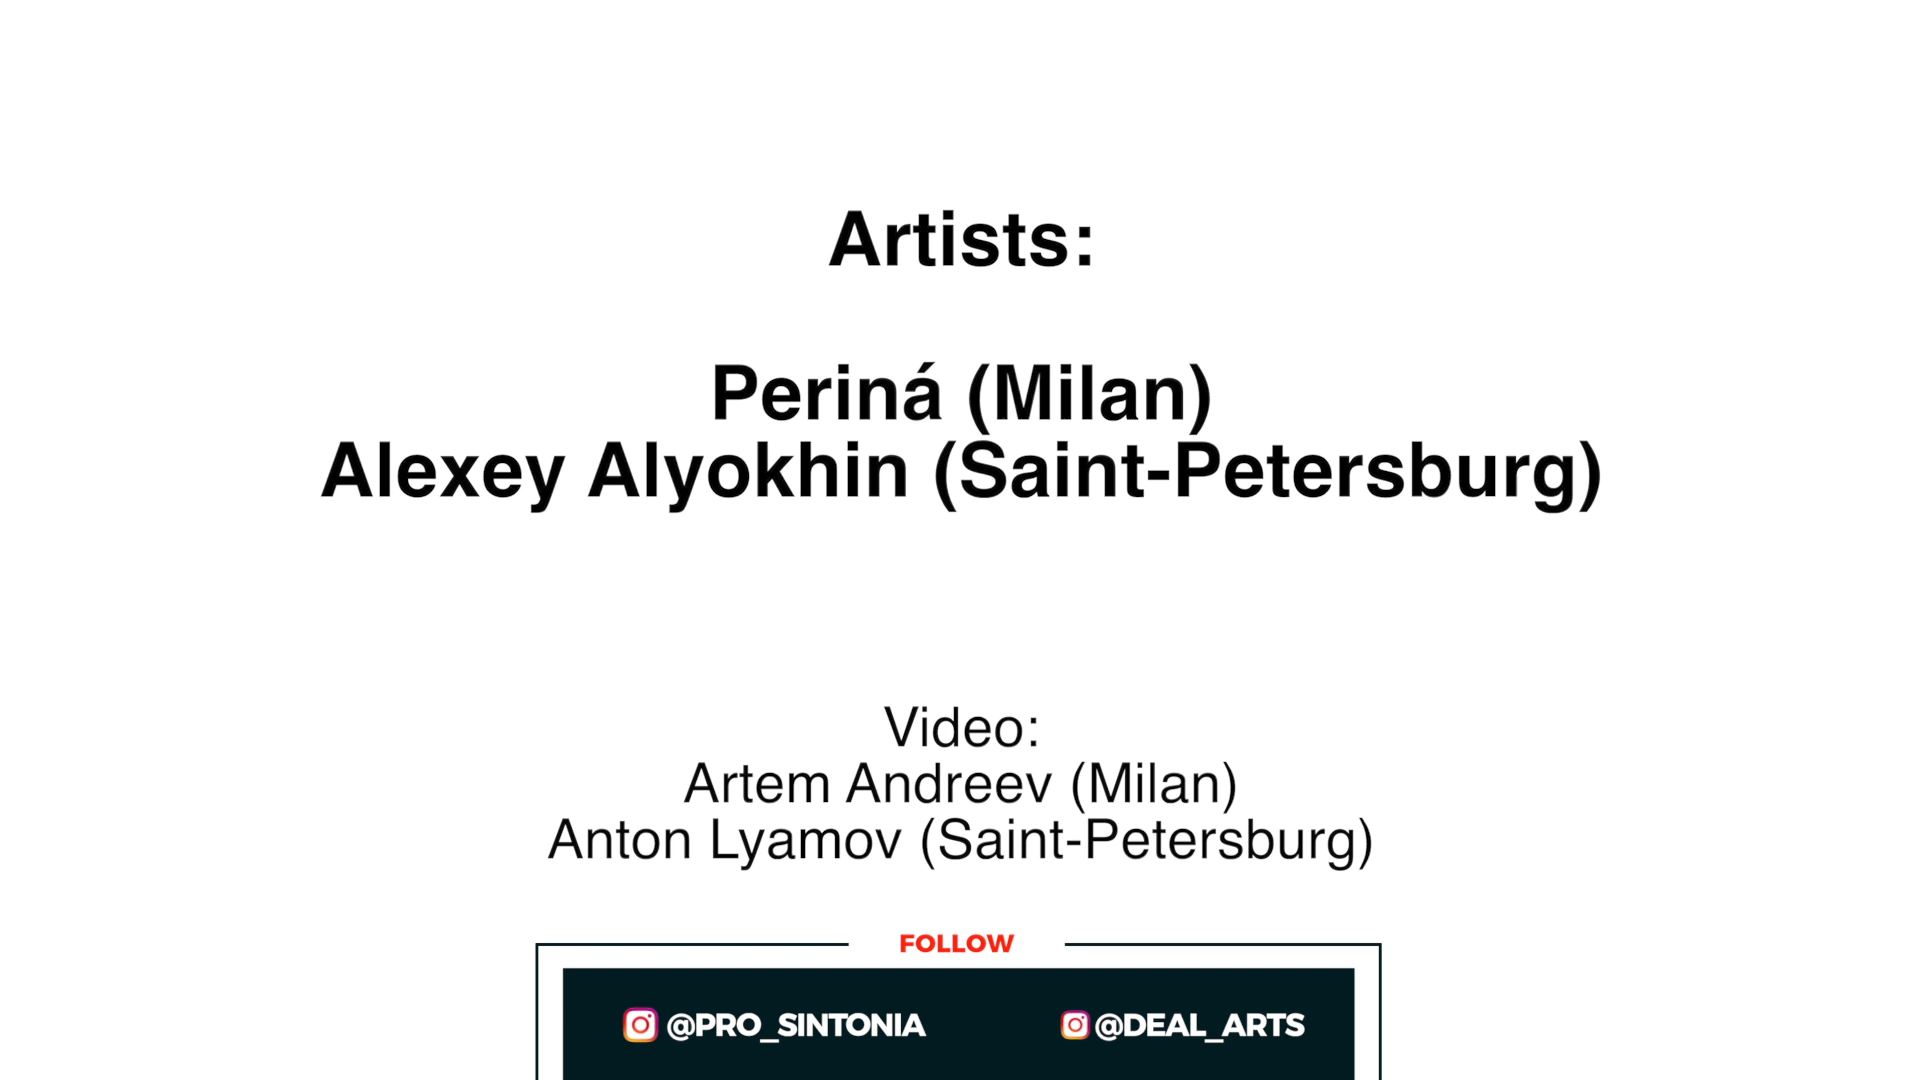 Artists:
Periná (Milan)
Alexey Alyokhin (Saint-Petersburg)
Video:
Artem Andreev (Milan)
Anton Lyamov (Saint-Petersburg)
FOLLOW
@PRO_SINTONIA
@DEAL_ARTS